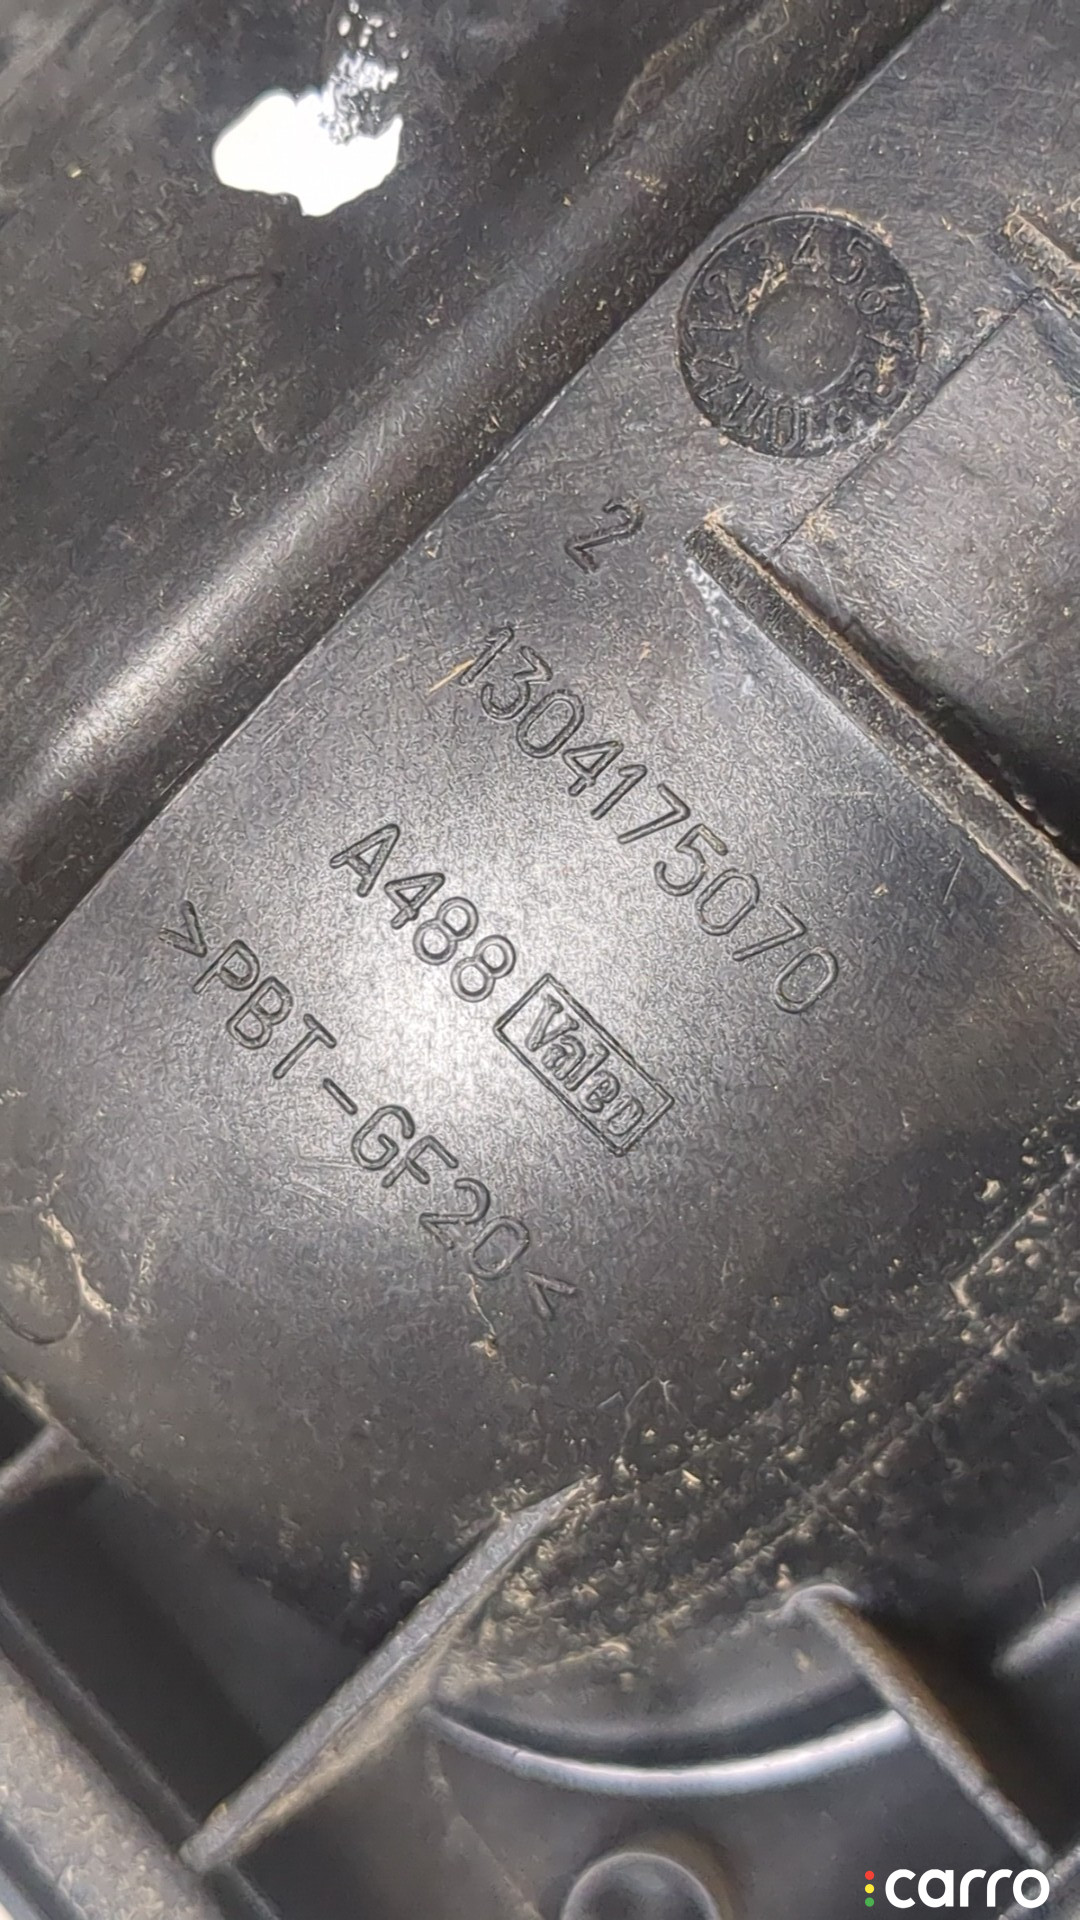 2
1304175070
A488 Valeo
>PBT-GF20<
carro